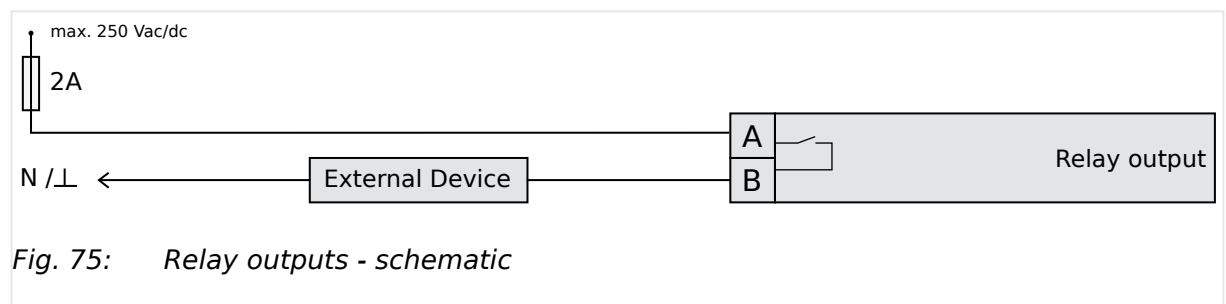 max. 250 Vac/dc
2A
A
N /⊥
External Device
B
Relay output
Fig. 75: Relay outputs - schematic